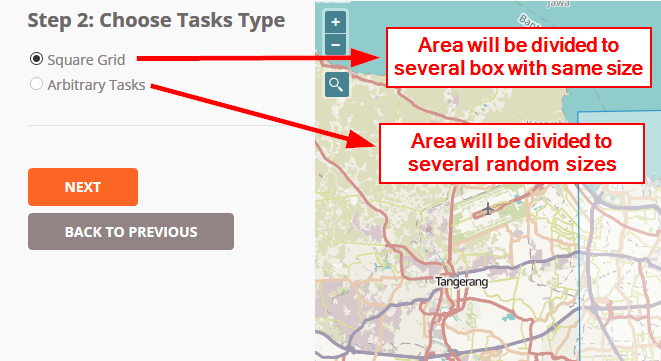 Step 2: Choose Tasks Type
Square Grid
Arbitrary Tasks
NEXT
BACK TO PREVIOUS
Jawa
+
−
Area will be divided to
several box with same size
Area will be divided to
several random sizes
Tangerang